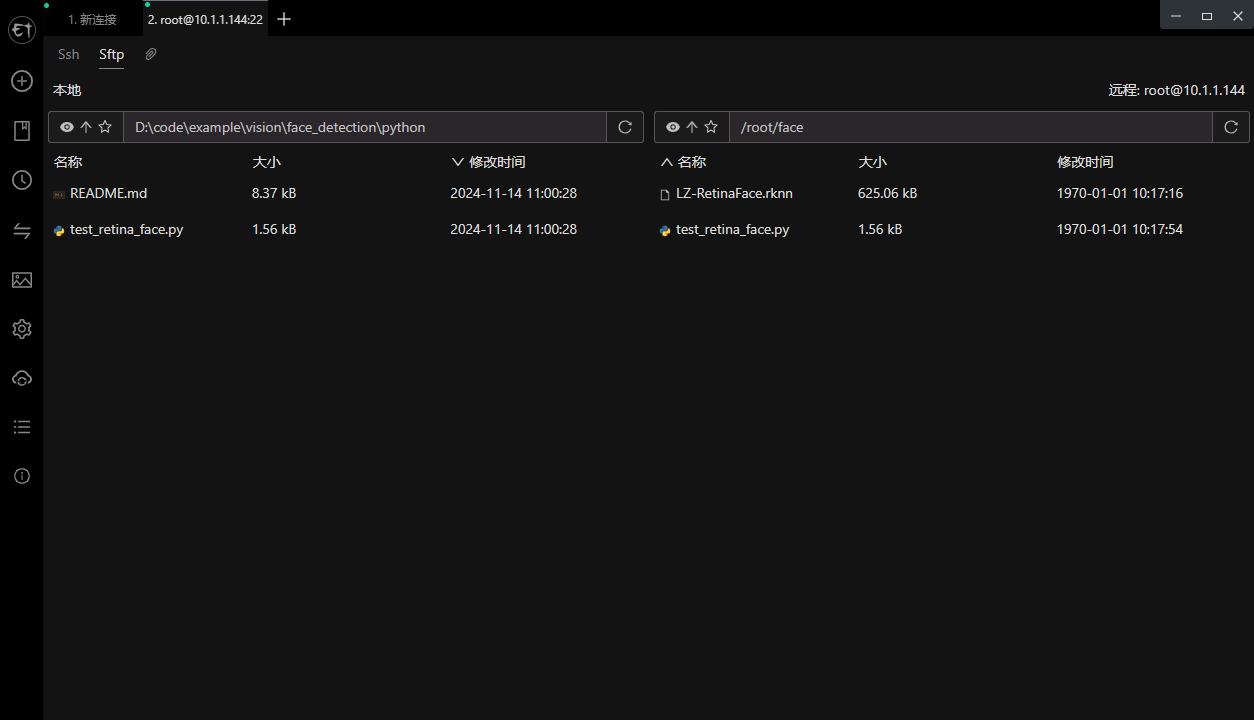 1. 新连接 2. root@10.1.1.144:22
Ssh Sftp
本地 远程: root@10.1.1.144
D:\code\example\vision\face_detection\python /root/face
名称 大小 修改时间 名称 大小 修改时间
README.md 8.37 kB 2024-11-14 11:00:28 LZ-RetinaFace.rknn 625.06 kB 1970-01-01 10:17:16
test_retina_face.py 1.56 kB 2024-11-14 11:00:28 test_retina_face.py 1.56 kB 1970-01-01 10:17:54